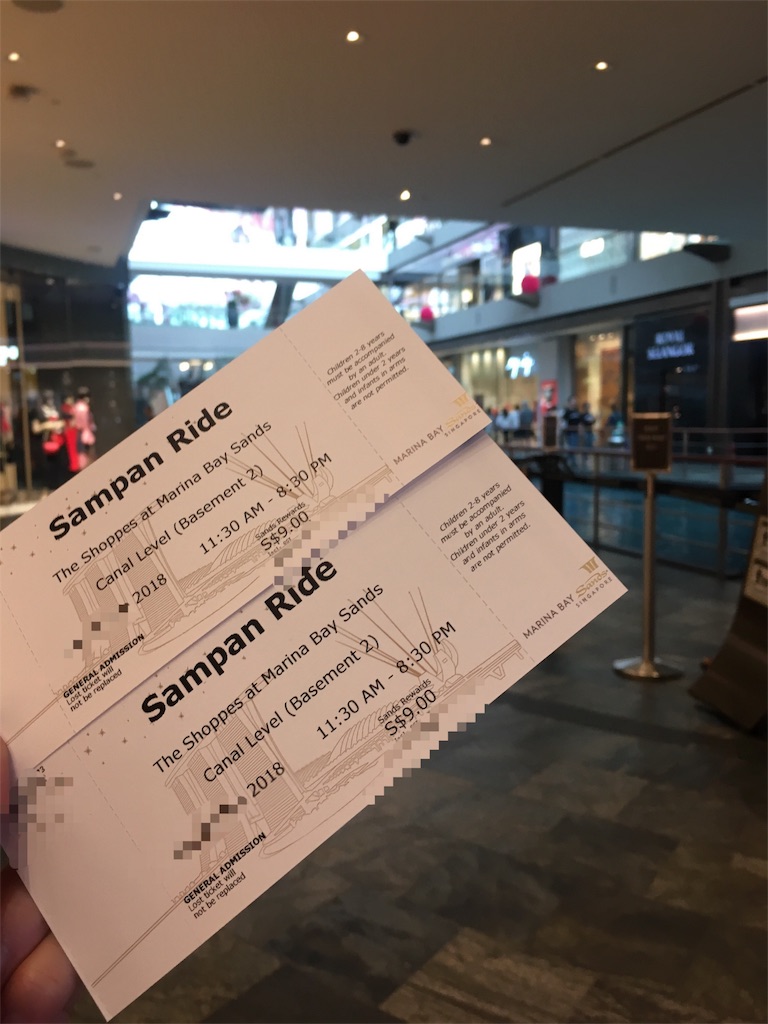 Sampan Ride
The Shoppes at Marina Bay Sands
Canal Level (Basement 2)
11:30 AM - 8:30 PM
Sands Rewards
S$9.00
2018
GENERAL ADMISSION
Lost ticket will
not be replaced
Children 2-8 years
must be accompanied
by an adult.
Children under 2 years
and infants in arms
are not permitted.
MARINA BAY Sands
SINGAPORE
Sampan Ride
The Shoppes at Marina Bay Sands
Canal Level (Basement 2)
11:30 AM - 8:30 PM
Sands Rewards
S$9.00
2018
GENERAL ADMISSION
Lost ticket will
not be replaced
Children 2-8 years
must be accompanied
by an adult.
Children under 2 years
and infants in arms
are not permitted.
MARINA BAY Sands
SINGAPORE
ROYAL
SELANGOR